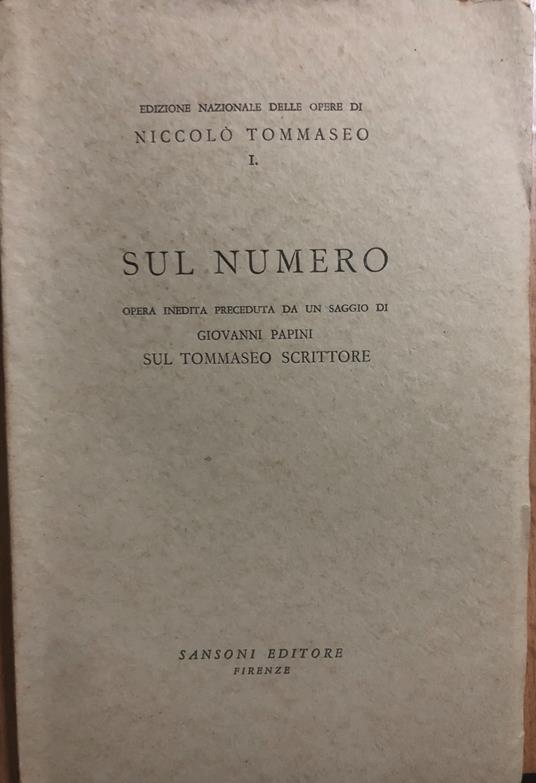 EDIZIONE NAZIONALE DELLE OPERE DI
NICCOLÒ TOMMASEO
I.
SUL NUMERO
OPERA INEDITA PRECEDUTA DA UN SAGGIO DI
GIOVANNI PAPINI
SUL TOMMASEO SCRITTORE
SANSONI EDITORE
FIRENZE